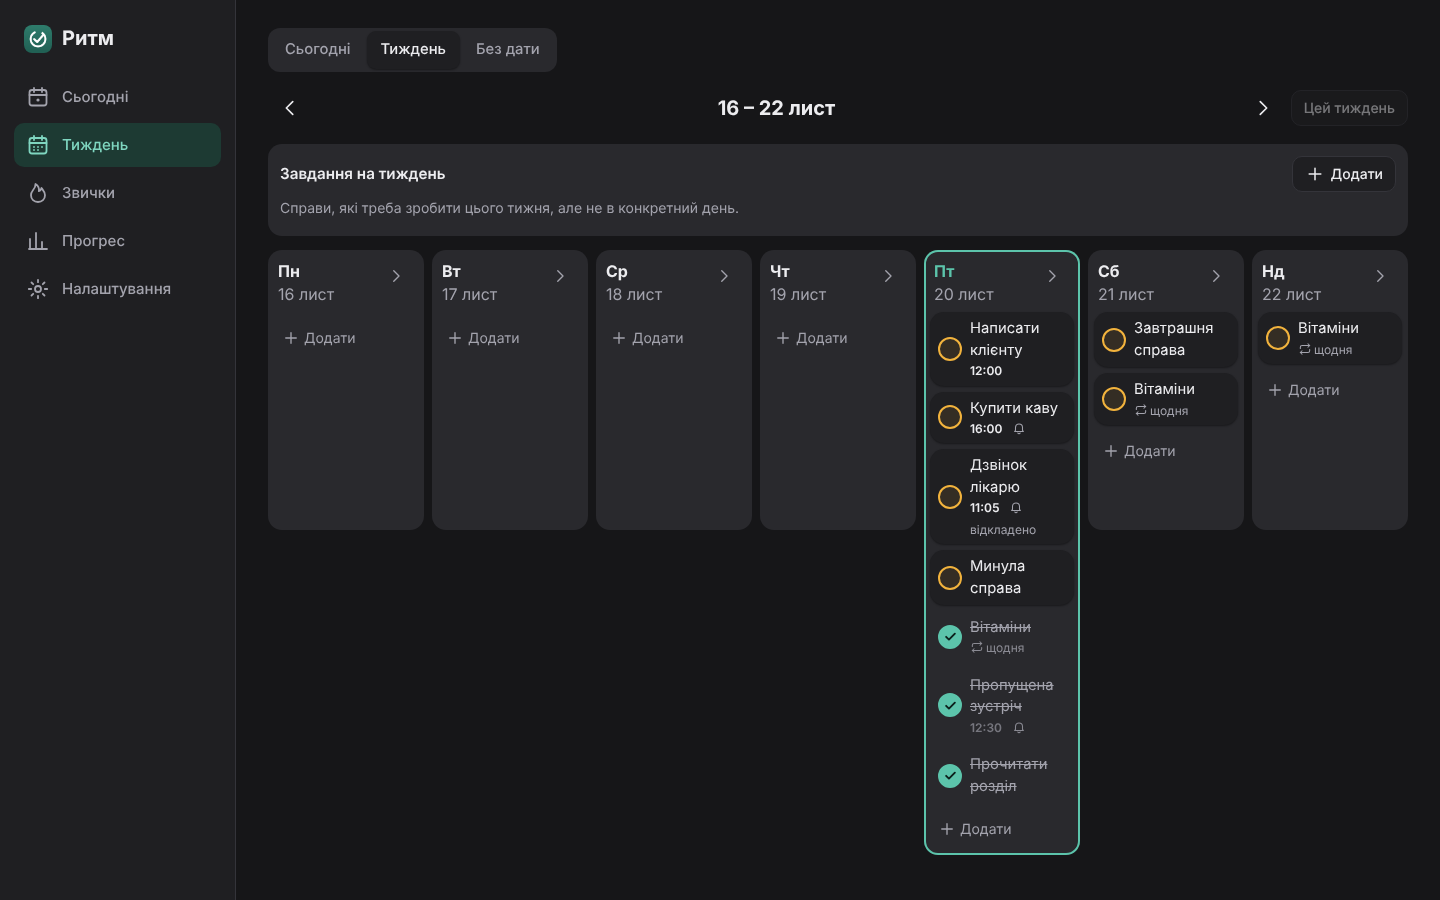 Ритм
Сьогодні
Тиждень
Звички
Прогрес
Налаштування
Сьогодні
Тиждень
Без дати
16 – 22 лист
Цей тиждень
Завдання на тиждень
Додати
Справи, які треба зробити цього тижня, але не в конкретний день.
Пн
16 лист
Додати
Вт
17 лист
Додати
Ср
18 лист
Додати
Чт
19 лист
Додати
Пт
20 лист
Написати
клієнту
12:00
Купити каву
16:00
Дзвінок
лікарю
11:05
відкладено
Минула
справа
Вітаміни
щодня
Пропущена
зустріч
12:30
Прочитати
розділ
Додати
Сб
21 лист
Завтрашня
справа
Вітаміни
щодня
Додати
Нд
22 лист
Вітаміни
щодня
Додати